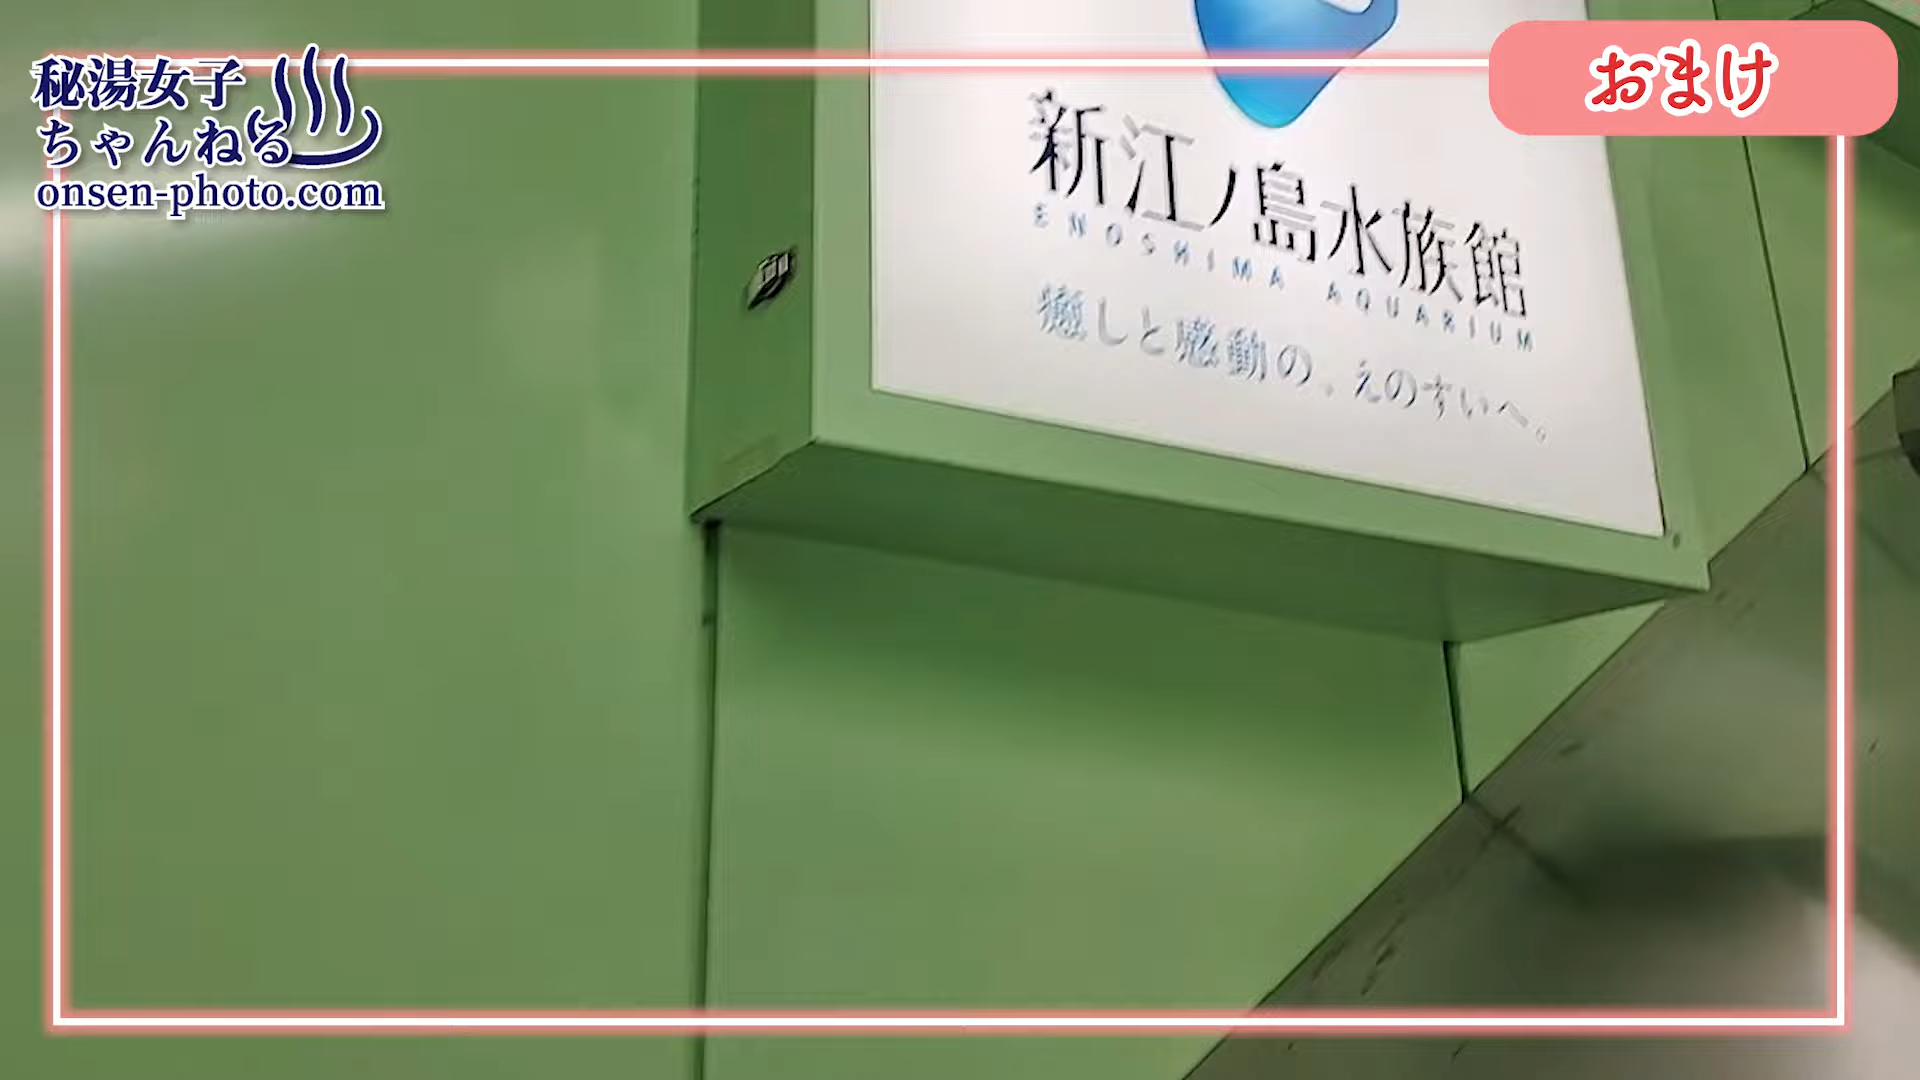 秘湯女子
ちゃんねる
onsen-photo.com
おまけ
新江ノ島水族館
ENOSHIMA AQUARIUM
癒しと感動の、えのすいへ。